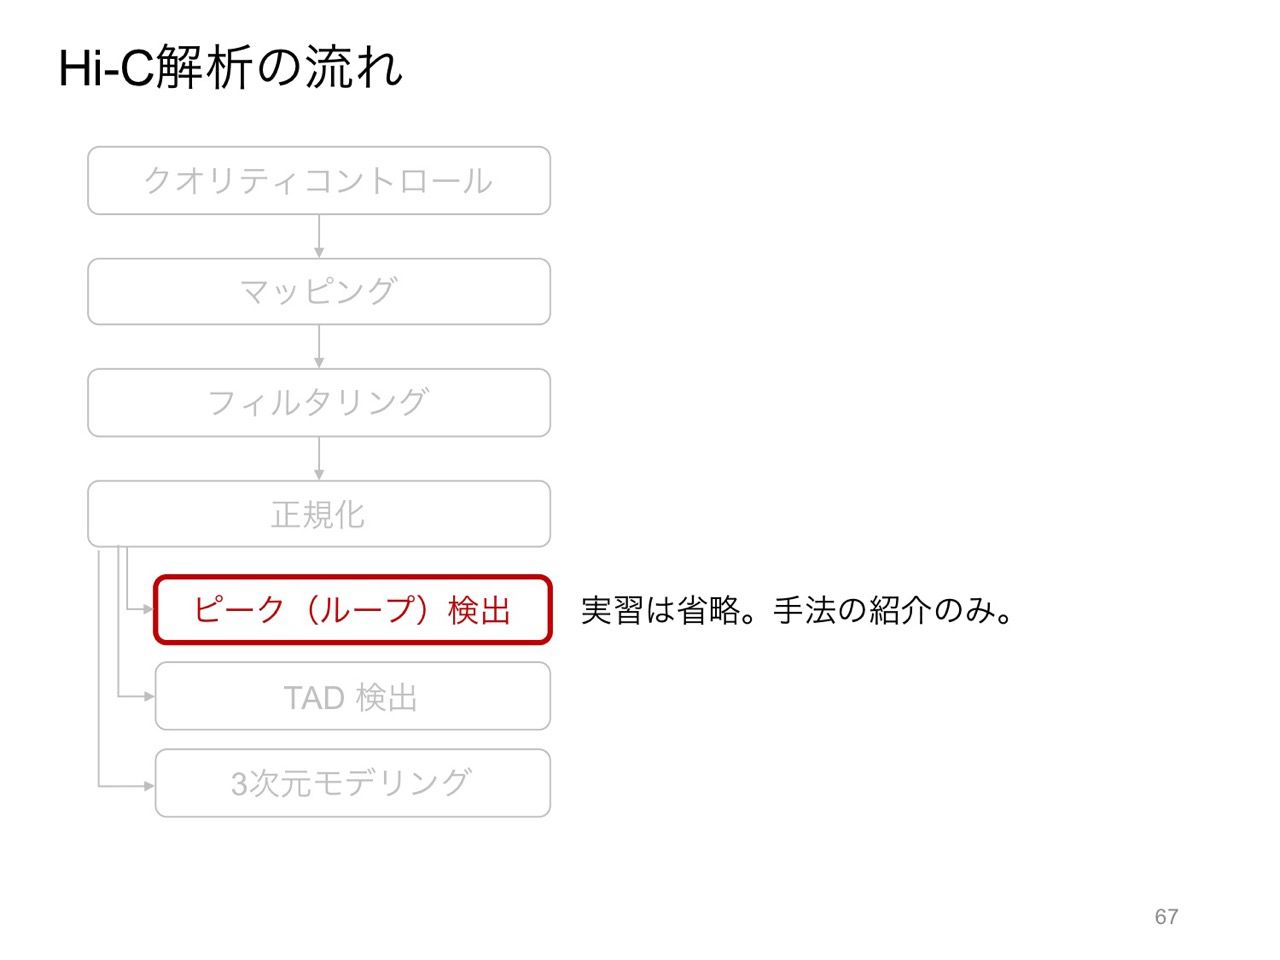 Hi-C解析の流れ
クオリティコントロール
マッピング
フィルタリング
正規化
ピーク（ループ）検出
実習は省略。手法の紹介のみ。
TAD 検出
3次元モデリング
67